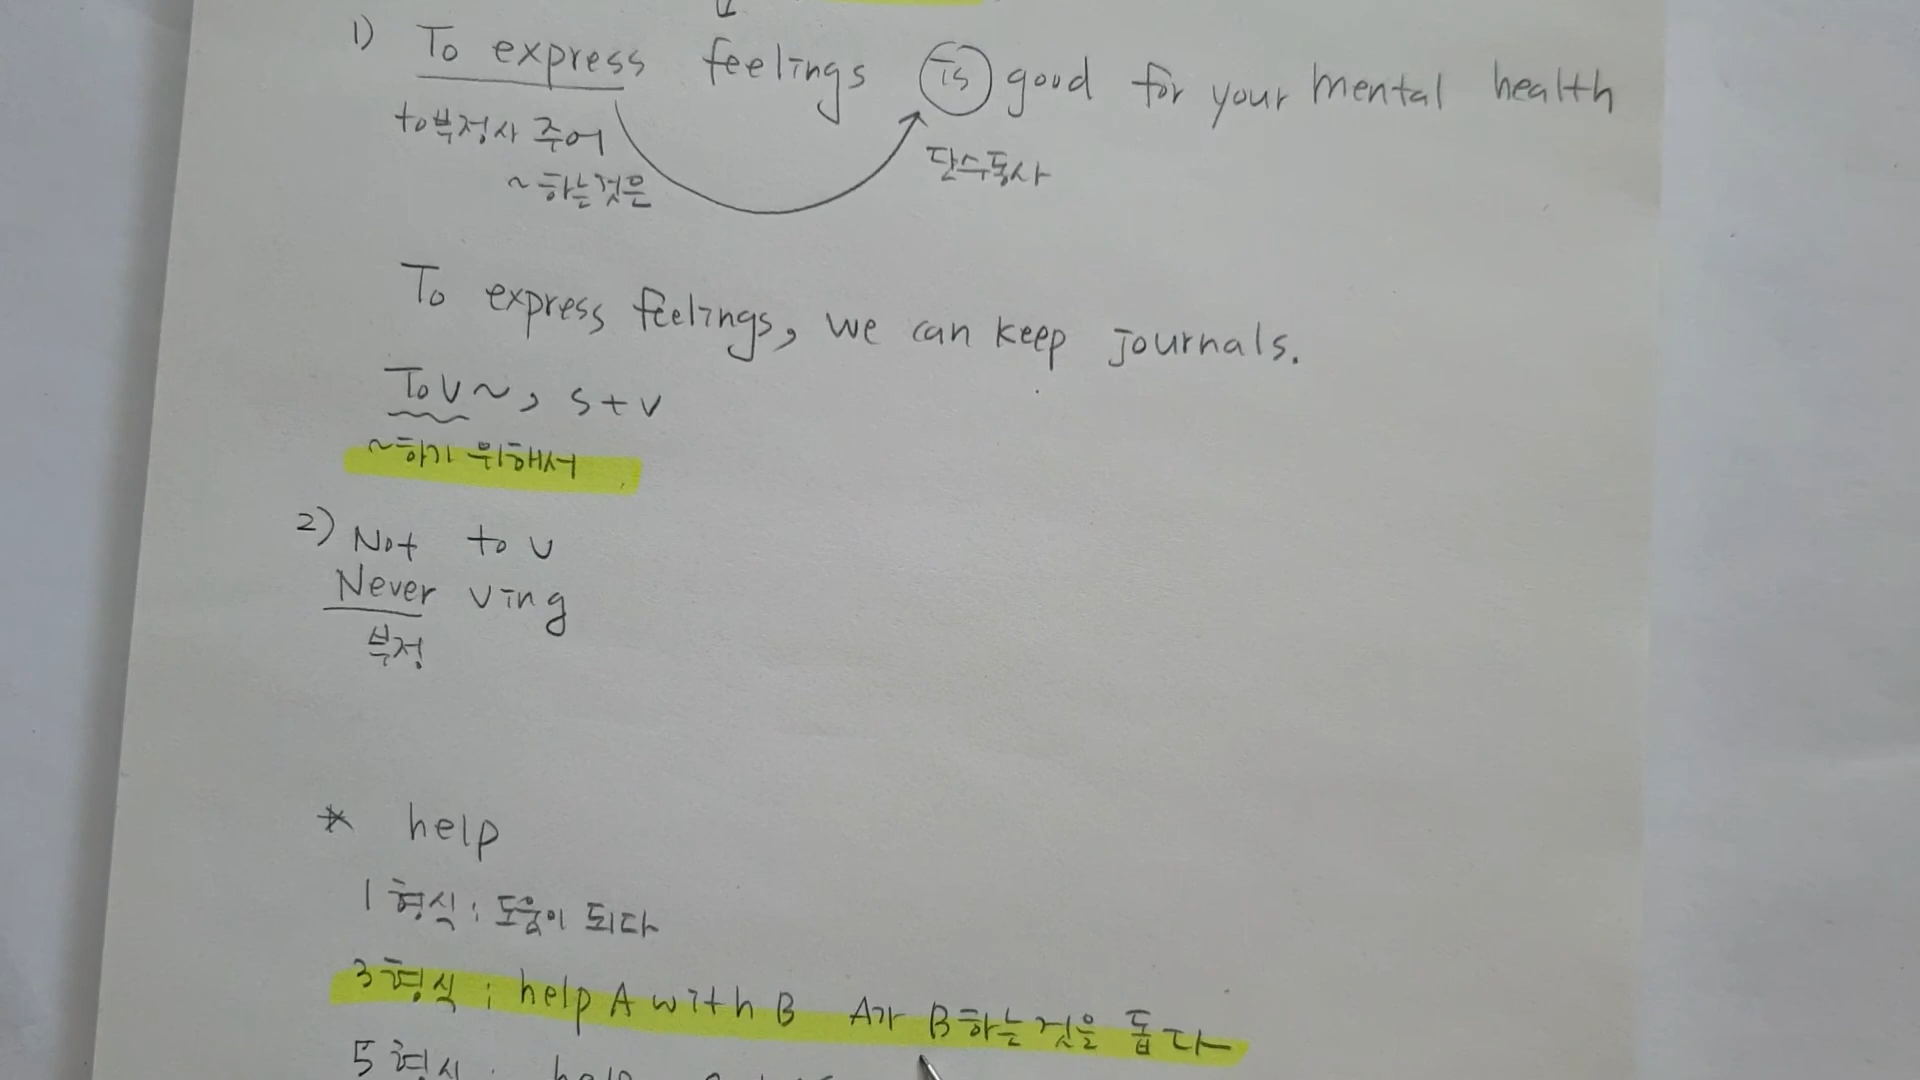 1) To express feelings is good for your mental health
to부정사 주어 단수동사
~하는것은
To express feelings, we can keep journals.
To V ~, S + V
~하기 위해서
2) Not to V
Never Ving
부정
* help
1형식 : 도움이 되다
3형식 : help A with B A가 B하는 것을 돕다
5형식 : help